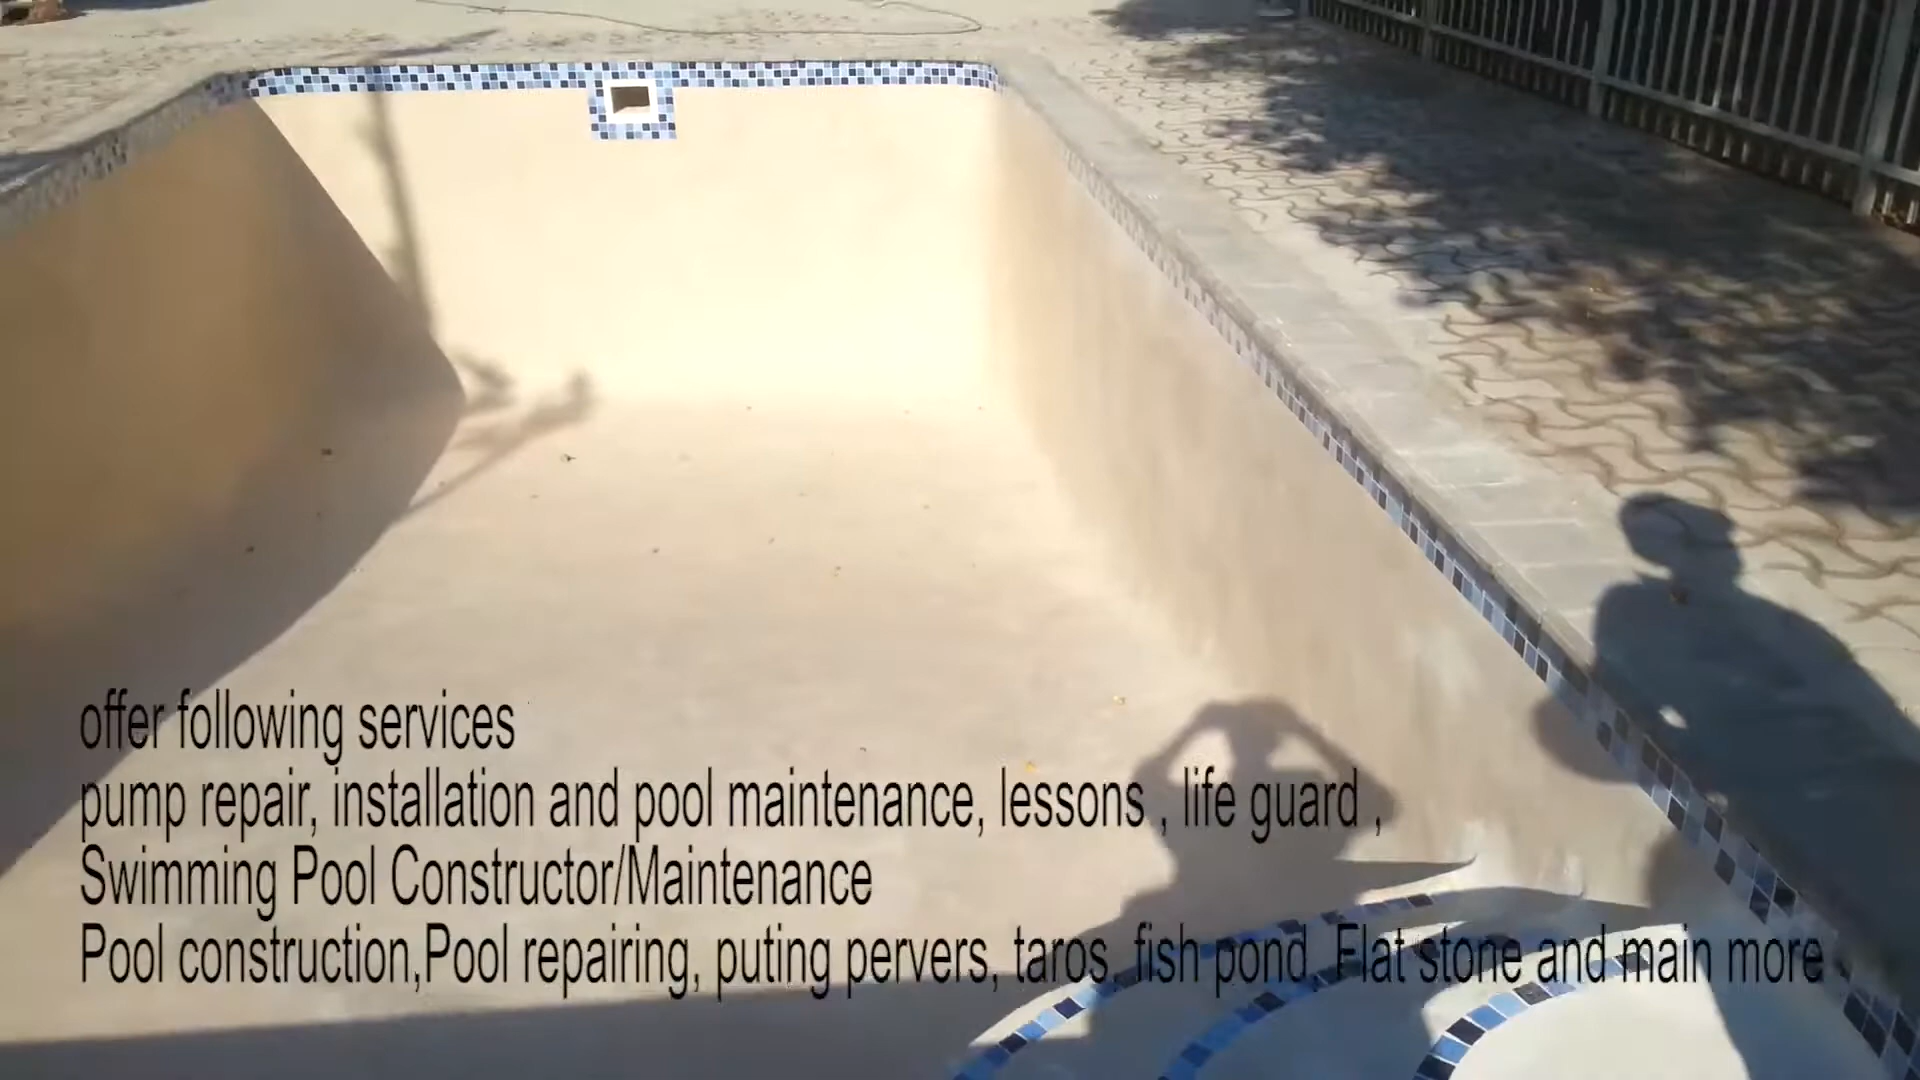 offer following services
pump repair, installation and pool maintenance, lessons , life guard ,
Swimming Pool Constructor/Maintenance
Pool construction,Pool repairing, puting pervers, taros, fish pond, Flat stone and main more